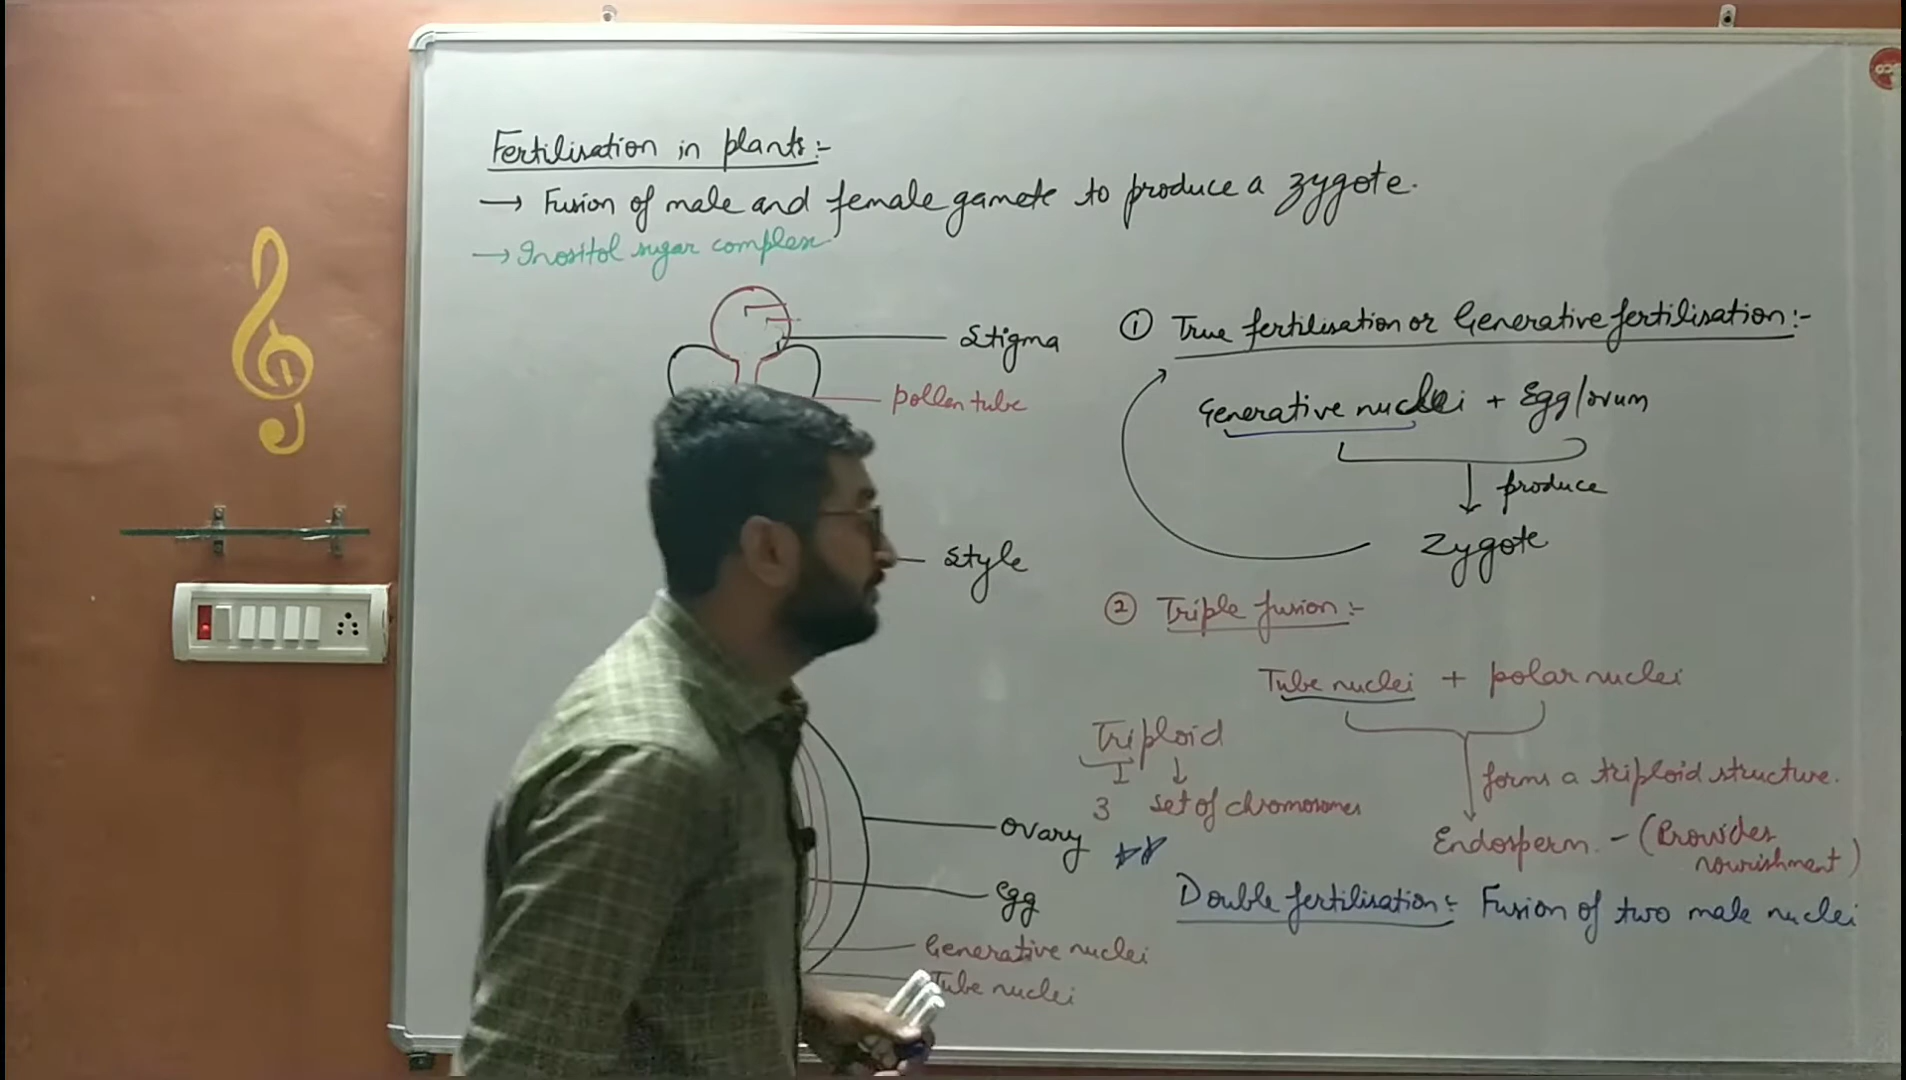 Fertilisation in plants:-
→ Fusion of male and female gamete to produce a zygote.
→ Inositol sugar complex
Stigma
pollen tube
Style
Ovary
Egg
Generative nuclei
Tube nuclei
① True fertilisation or Generative fertilisation:-
Generative nuclei + Egg/ovum
produce
Zygote
② Triple fusion:-
Tube nuclei + polar nuclei
Triploid
3 set of chromosomes
forms a triploid structure.
Endosperm - (Provides
nourishment)
Double fertilisation:- Fusion of two male nuclei